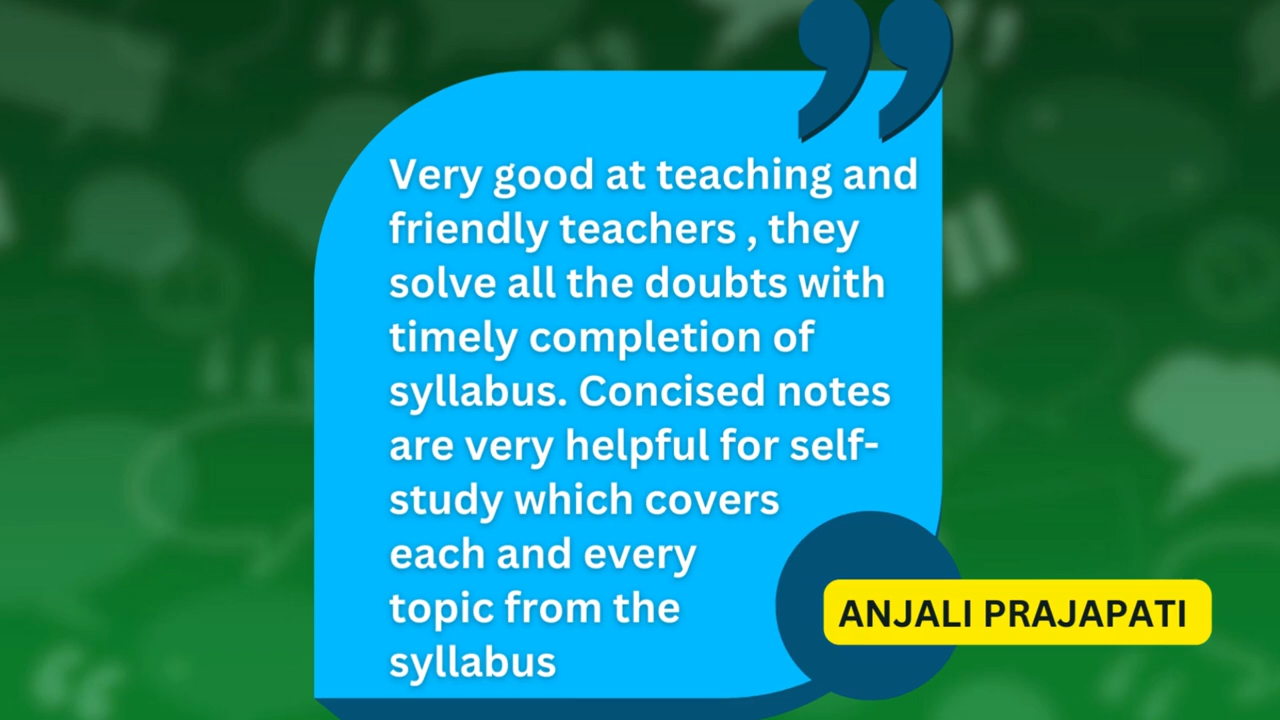 Very good at teaching and
friendly teachers , they
solve all the doubts with
timely completion of
syllabus. Concised notes
are very helpful for self-
study which covers
each and every
topic from the
syllabus
ANJALI PRAJAPATI